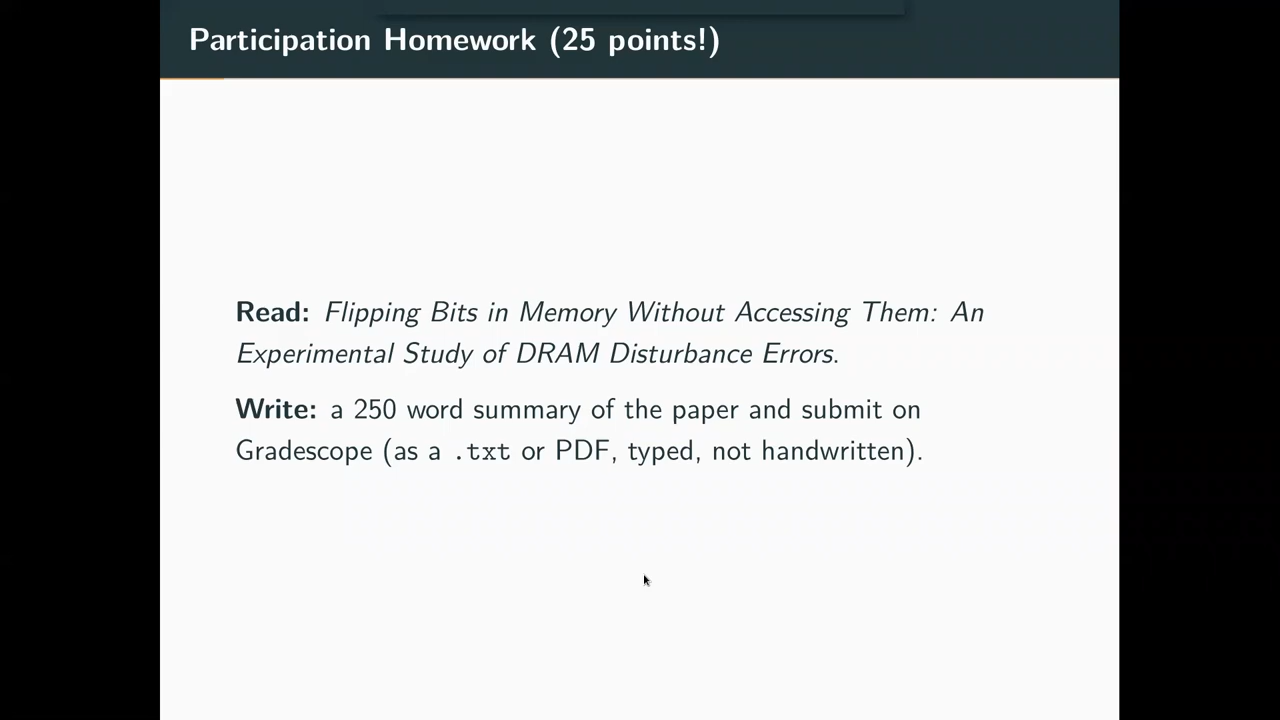 Participation Homework (25 points!)
Read: Flipping Bits in Memory Without Accessing Them: An
Experimental Study of DRAM Disturbance Errors.
Write: a 250 word summary of the paper and submit on
Gradescope (as a .txt or PDF, typed, not handwritten).